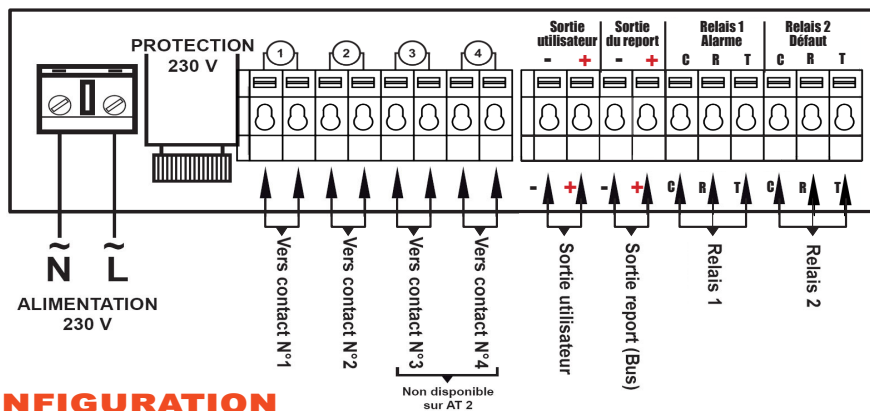 PROTECTION
230 V
1
2
3
4
Sortie
utilisateur
- +
Sortie
du report
- +
Relais 1
Alarme
C R T
Relais 2
Défaut
C R T
- +
- +
C R T
C R T
~ ~
N L
ALIMENTATION
230 V
Vers contact N°1
Vers contact N°2
Vers contact N°3
Vers contact N°4
Sortie utilisateur
Sortie report (Bus)
Relais 1
Relais 2
Non disponible
sur AT 2
NFIGURATION